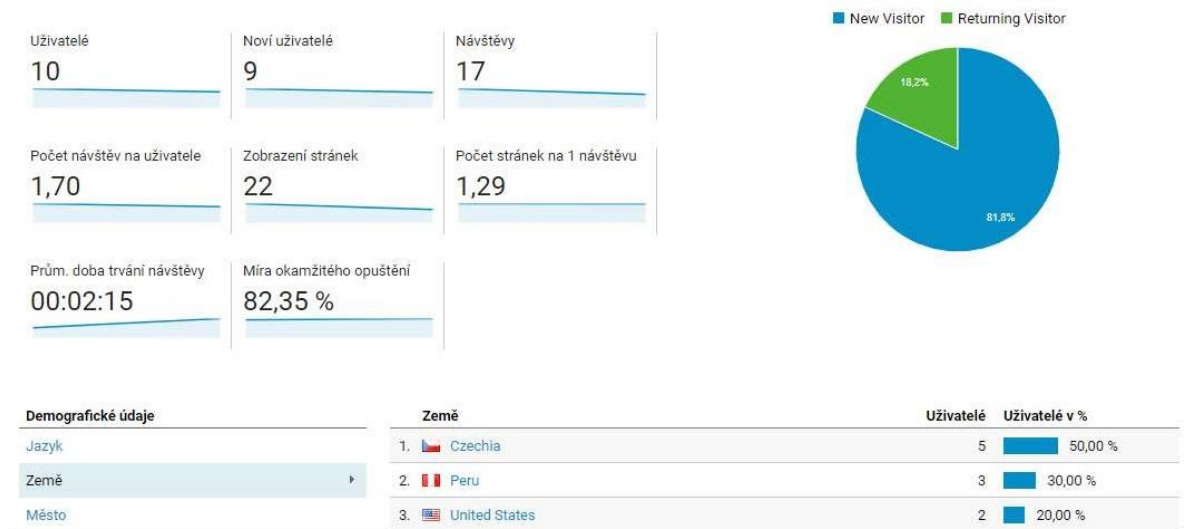 New Visitor Returning Visitor
Uživatelé
10
Noví uživatelé
9
Návštěvy
17
18,2%
81,8%
Počet návštěv na uživatele
1,70
Zobrazení stránek
22
Počet stránek na 1 návštěvu
1,29
Prům. doba trvání návštěvy
00:02:15
Míra okamžitého opuštění
82,35 %
Demografické údaje
Jazyk
Země
Město
Země Uživatelé Uživatelé v %
1. Czechia 5 50,00 %
2. Peru 3 30,00 %
3. United States 2 20,00 %